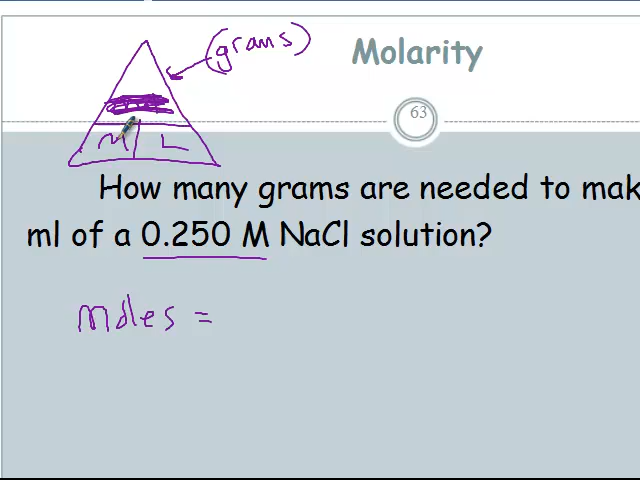 (grams)
Molarity
63
M L
How many grams are needed to mak
ml of a 0.250 M NaCl solution?
moles =